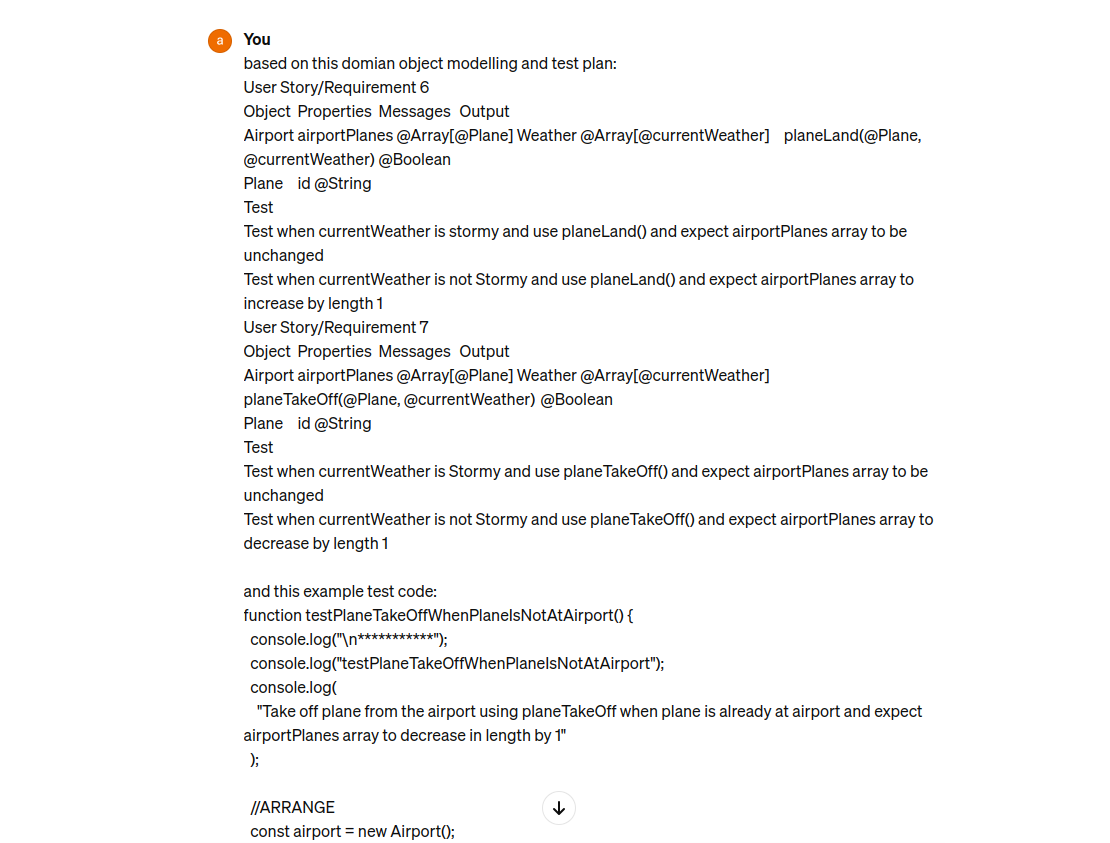 a You
based on this domian object modelling and test plan:
User Story/Requirement 6
Object Properties Messages Output
Airport airportPlanes @Array[@Plane] Weather @Array[@currentWeather] planeLand(@Plane,
@currentWeather) @Boolean
Plane id @String
Test
Test when currentWeather is stormy and use planeLand() and expect airportPlanes array to be
unchanged
Test when currentWeather is not Stormy and use planeLand() and expect airportPlanes array to
increase by length 1
User Story/Requirement 7
Object Properties Messages Output
Airport airportPlanes @Array[@Plane] Weather @Array[@currentWeather]
planeTakeOff(@Plane, @currentWeather) @Boolean
Plane id @String
Test
Test when currentWeather is Stormy and use planeTakeOff() and expect airportPlanes array to be
unchanged
Test when currentWeather is not Stormy and use planeTakeOff() and expect airportPlanes array to
decrease by length 1
and this example test code:
function testPlaneTakeOffWhenPlaneIsNotAtAirport() {
console.log("\n***********");
console.log("testPlaneTakeOffWhenPlaneIsNotAtAirport");
console.log(
"Take off plane from the airport using planeTakeOff when plane is already at airport and expect
airportPlanes array to decrease in length by 1"
);
//ARRANGE
const airport = new Airport();